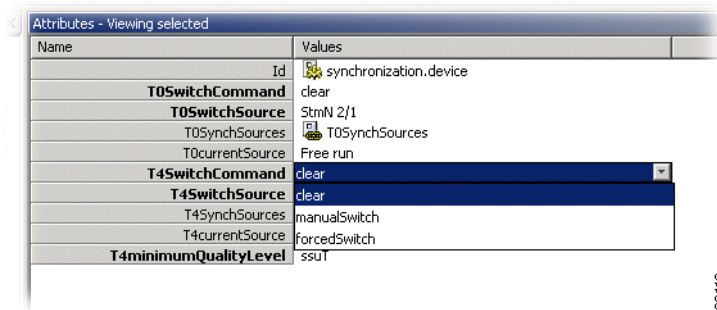 Attributes - Viewing selected
Name Values
Id synchronization.device
T0SwitchCommand clear
T0SwitchSource StmN 2/1
T0SynchSources T0SynchSources
T0currentSource Free run
T4SwitchCommand clear
T4SwitchSource clear
T4SynchSources manualSwitch
T4currentSource forcedSwitch
T4minimumQualityLevel ssuT